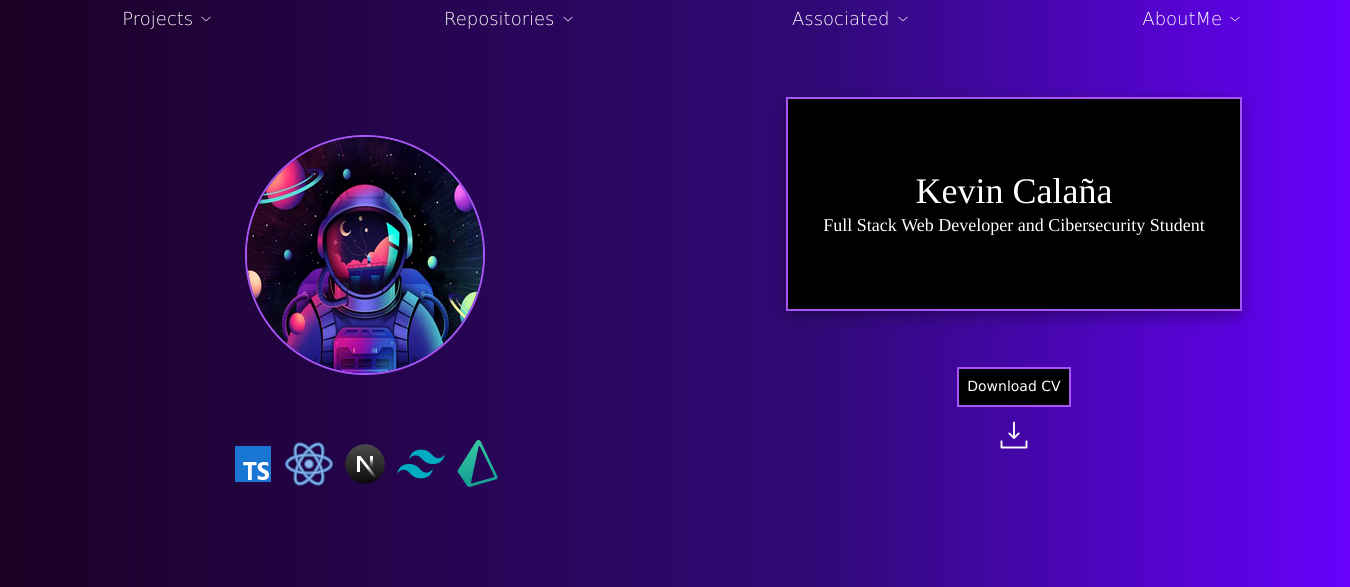 Projects
Repositories
Associated
AboutMe
Kevin Calaña
Full Stack Web Developer and Cibersecurity Student
Download CV
TS
N